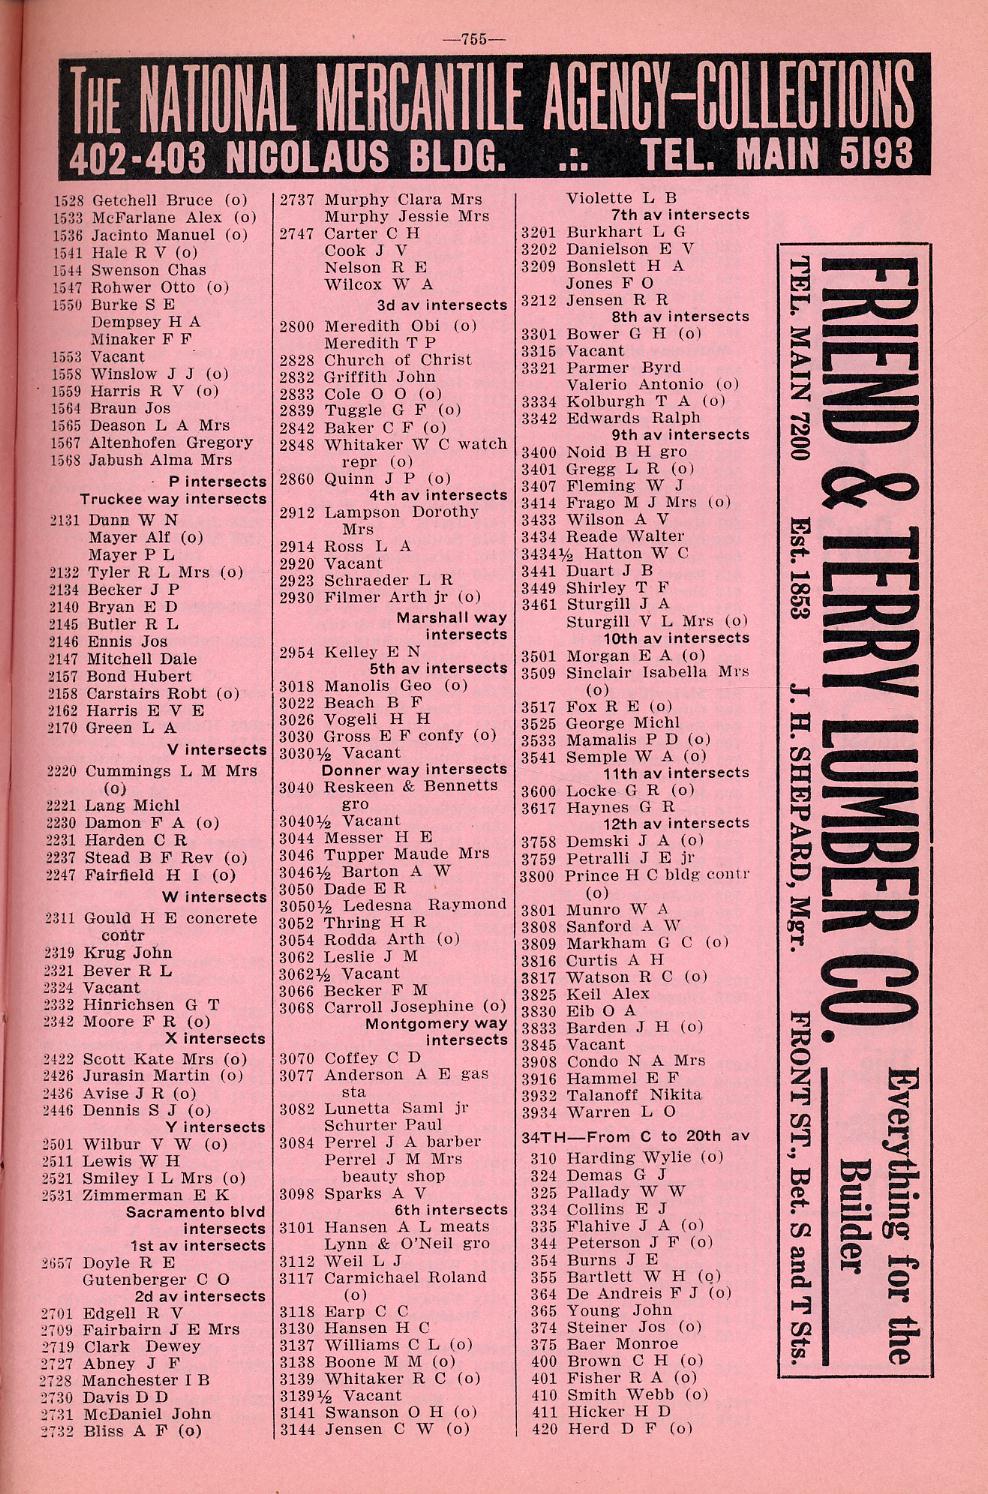 —755—
THE NATIONAL MERCANTILE AGENCY–COLLECTIONS
402-403 NICOLAUS BLDG. .:. TEL. MAIN 5193
1528 Getchell Bruce (o)
1533 McFarlane Alex (o)
1536 Jacinto Manuel (o)
1541 Hale R V (o)
1544 Swenson Chas
1547 Rohwer Otto (o)
1550 Burke S E
Dempsey H A
Minaker F F
1553 Vacant
1558 Winslow J J (o)
1559 Harris R V (o)
1564 Braun Jos
1565 Deason L A Mrs
1567 Altenhofen Gregory
1568 Jabush Alma Mrs
P intersects
Truckee way intersects
2131 Dunn W N
Mayer Alf (o)
Mayer P L
2132 Tyler R L Mrs (o)
2134 Becker J P
2140 Bryan E D
2145 Butler R L
2146 Ennis Jos
2147 Mitchell Dale
2157 Bond Hubert
2158 Carstairs Robt (o)
2162 Harris E V E
2170 Green L A
V intersects
2220 Cummings L M Mrs
(o)
2221 Lang Michl
2230 Damon F A (o)
2231 Harden C R
2237 Stead B F Rev (o)
2247 Fairfield H I (o)
W intersects
2311 Gould H E concrete
contr
2319 Krug John
2321 Bever R L
2324 Vacant
2332 Hinrichsen G T
2342 Moore F R (o)
X intersects
2422 Scott Kate Mrs (o)
2426 Jurasin Martin (o)
2436 Avise J R (o)
2446 Dennis S J (o)
Y intersects
2501 Wilbur V W (o)
2511 Lewis W H
2521 Smiley I L Mrs (o)
2531 Zimmerman E K
Sacramento blvd
intersects
1st av intersects
2657 Doyle R E
Gutenberger C O
2d av intersects
2701 Edgell R V
2709 Fairbairn J E Mrs
2719 Clark Dewey
2727 Abney J F
2728 Manchester I B
2730 Davis D D
2731 McDaniel John
2732 Bliss A F (o)
2737 Murphy Clara Mrs
Murphy Jessie Mrs
2747 Carter C H
Cook J V
Nelson R E
Wilcox W A
3d av intersects
2800 Meredith Obi (o)
Meredith T P
2828 Church of Christ
2832 Griffith John
2833 Cole O O (o)
2839 Tuggle G F (o)
2842 Baker C F (o)
2848 Whitaker W C watch
repr (o)
2860 Quinn J P (o)
4th av intersects
2912 Lampson Dorothy
Mrs
2914 Ross L A
2920 Vacant
2923 Schraeder L R
2930 Filmer Arth jr (o)
Marshall way
intersects
2954 Kelley E N
5th av intersects
3018 Manolis Geo (o)
3022 Beach B F
3026 Vogeli H H
3030 Gross E F confy (o)
3030½ Vacant
Donner way intersects
3040 Reskeen & Bennetts
gro
3040½ Vacant
3044 Messer H E
3046 Tupper Maude Mrs
3046½ Barton A W
3050 Dade E R
3050½ Ledesna Raymond
3052 Thring H R
3054 Rodda Arth (o)
3062 Leslie J M
3062½ Vacant
3066 Becker F M
3068 Carroll Josephine (o)
Montgomery way
intersects
3070 Coffey C D
3077 Anderson A E gas
sta
3082 Lunetta Saml jr
Schurter Paul
3084 Perrel J A barber
Perrel J M Mrs
beauty shop
3098 Sparks A V
6th intersects
3101 Hansen A L meats
Lynn & O'Neil gro
3112 Weil L J
3117 Carmichael Roland
(o)
3118 Earp C C
3130 Hansen H C
3137 Williams C L (o)
3138 Boone M M (o)
3139 Whitaker R C (o)
3139½ Vacant
3141 Swanson O H (o)
3144 Jensen C W (o)
Violette L B
7th av intersects
3201 Burkhart L G
3202 Danielson E V
3209 Bonslett H A
Jones F O
3212 Jensen R R
8th av intersects
3301 Bower G H (o)
3315 Vacant
3321 Parmer Byrd
Valerio Antonio (o)
3334 Kolburgh T A (o)
3342 Edwards Ralph
9th av intersects
3400 Noid B H gro
3401 Gregg L R (o)
3407 Fleming W J
3414 Frago M J Mrs (o)
3433 Wilson A V
3434 Reade Walter
3434½ Hatton W C
3441 Duart J B
3449 Shirley T F
3461 Sturgill J A
Sturgill V L Mrs (o)
10th av intersects
3501 Morgan E A (o)
3509 Sinclair Isabella Mrs
(o)
3517 Fox R E (o)
3525 George Michl
3533 Mamalis P D (o)
3541 Semple W A (o)
11th av intersects
3600 Locke G R (o)
3617 Haynes G R
12th av intersects
3758 Demski J A (o)
3759 Petralli J E jr
3800 Prince H C bldg contr
(o)
3801 Munro W A
3808 Sanford A W
3809 Markham G C (o)
3816 Curtis A H
3817 Watson R C (o)
3825 Keil Alex
3830 Eib O A
3833 Barden J H (o)
3845 Vacant
3908 Condo N A Mrs
3916 Hammel E F
3932 Talanoff Nikita
3934 Warren L O
34TH—From C to 20th av
310 Harding Wylie (o)
324 Demas G J
325 Pallady W W
334 Collins E J
335 Flahive J A (o)
344 Peterson J F (o)
354 Burns J E
355 Bartlett W H (o)
364 De Andreis F J (o)
365 Young John
374 Steiner Jos (o)
375 Baer Monroe
400 Brown C H (o)
401 Fisher R A (o)
410 Smith Webb (o)
411 Hicker H D
420 Herd D F (o)
FRIEND & TERRY LUMBER CO.
Everything for the
Builder
TEL. MAIN 7200 Est. 1853 J. H. SHEPARD, Mgr. FRONT ST., Bet. S and T Sts.